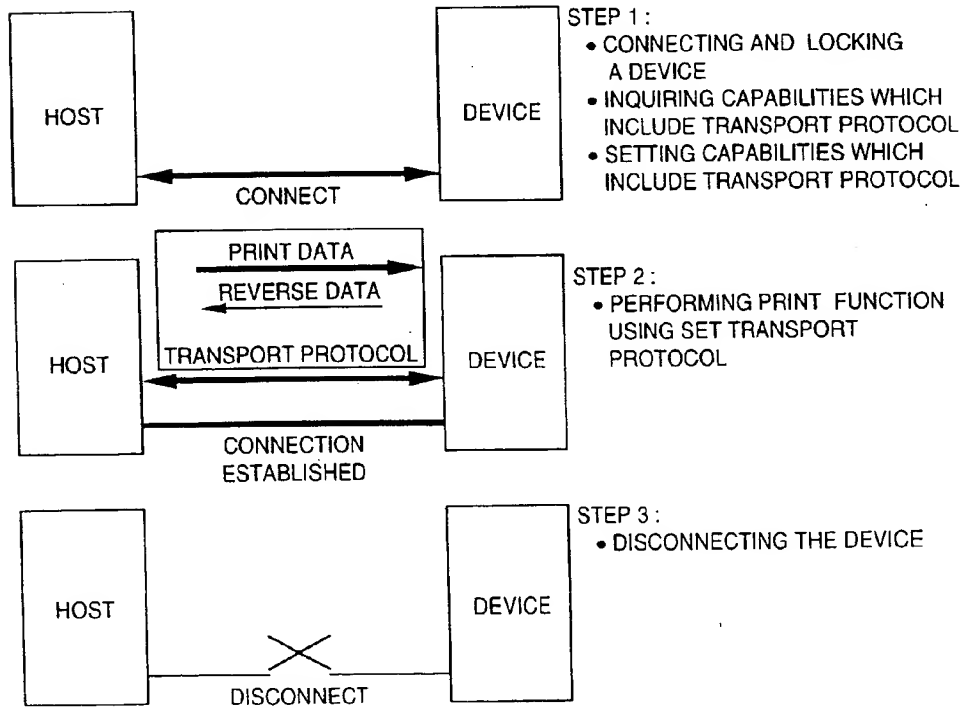 HOST
DEVICE
CONNECT
STEP 1 :
• CONNECTING AND LOCKING
A DEVICE
• INQUIRING CAPABILITIES WHICH
INCLUDE TRANSPORT PROTOCOL
• SETTING CAPABILITIES WHICH
INCLUDE TRANSPORT PROTOCOL
PRINT DATA
REVERSE DATA
TRANSPORT PROTOCOL
HOST
DEVICE
CONNECTION
ESTABLISHED
STEP 2 :
• PERFORMING PRINT FUNCTION
USING SET TRANSPORT
PROTOCOL
HOST
DEVICE
DISCONNECT
STEP 3 :
• DISCONNECTING THE DEVICE